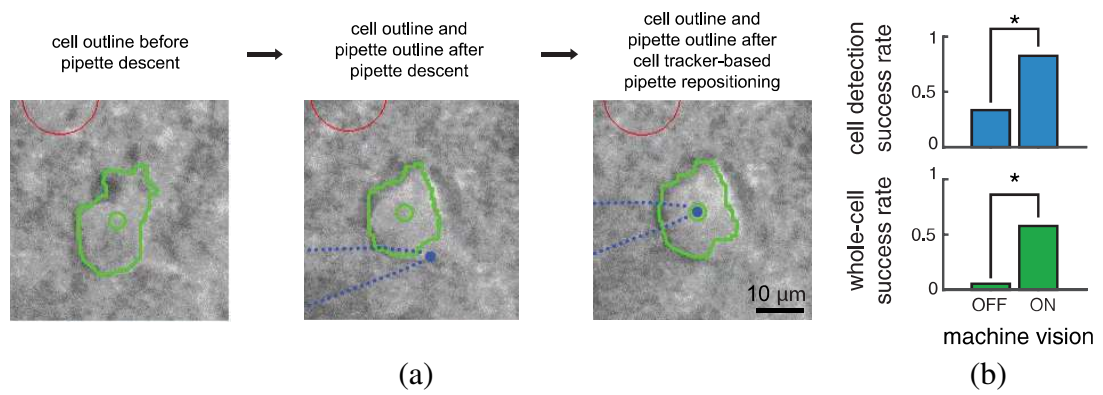 cell outline before
pipette descent
cell outline and
pipette outline after
pipette descent
cell outline and
pipette outline after
cell tracker-based
pipette repositioning
10 μm
(a)
cell detection
success rate
1
0.5
0
*
whole-cell
success rate
1
0.5
0
*
OFF ON
machine vision
(b)